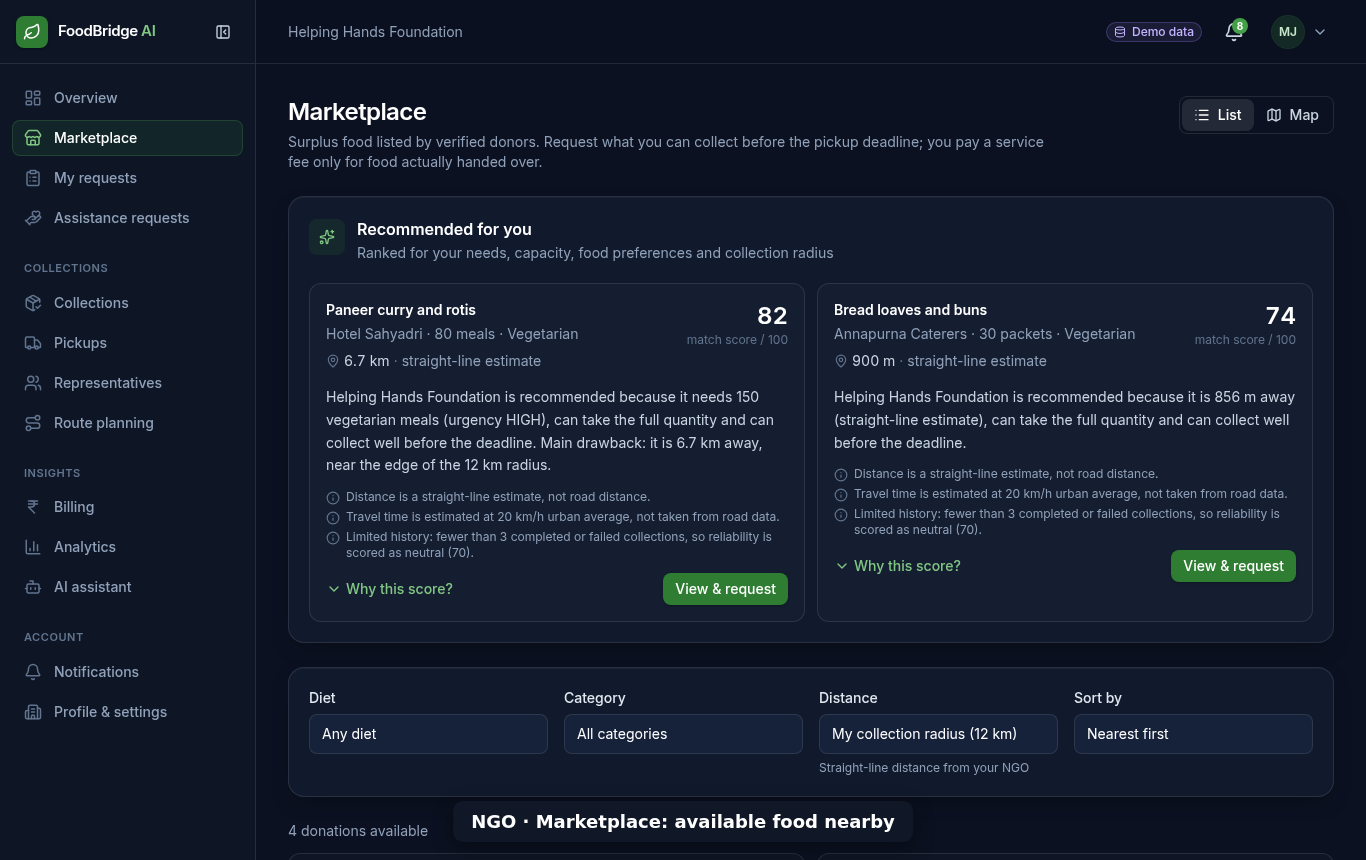 FoodBridge AI
Helping Hands Foundation
Demo data
8
MJ
Overview
Marketplace
My requests
Assistance requests
COLLECTIONS
Collections
Pickups
Representatives
Route planning
INSIGHTS
Billing
Analytics
AI assistant
ACCOUNT
Notifications
Profile & settings
Marketplace
Surplus food listed by verified donors. Request what you can collect before the pickup deadline; you pay a service
fee only for food actually handed over.
List
Map
Recommended for you
Ranked for your needs, capacity, food preferences and collection radius
Paneer curry and rotis
Hotel Sahyadri · 80 meals · Vegetarian
6.7 km · straight-line estimate
82
match score / 100
Helping Hands Foundation is recommended because it needs 150
vegetarian meals (urgency HIGH), can take the full quantity and can
collect well before the deadline. Main drawback: it is 6.7 km away,
near the edge of the 12 km radius.
Distance is a straight-line estimate, not road distance.
Travel time is estimated at 20 km/h urban average, not taken from road data.
Limited history: fewer than 3 completed or failed collections, so reliability is
scored as neutral (70).
Why this score?
View & request
Bread loaves and buns
Annapurna Caterers · 30 packets · Vegetarian
900 m · straight-line estimate
74
match score / 100
Helping Hands Foundation is recommended because it is 856 m away
(straight-line estimate), can take the full quantity and can collect well
before the deadline.
Distance is a straight-line estimate, not road distance.
Travel time is estimated at 20 km/h urban average, not taken from road data.
Limited history: fewer than 3 completed or failed collections, so reliability is
scored as neutral (70).
Why this score?
View & request
Diet
Any diet
Category
All categories
Distance
My collection radius (12 km)
Straight-line distance from your NGO
Sort by
Nearest first
4 donations available
NGO · Marketplace: available food nearby